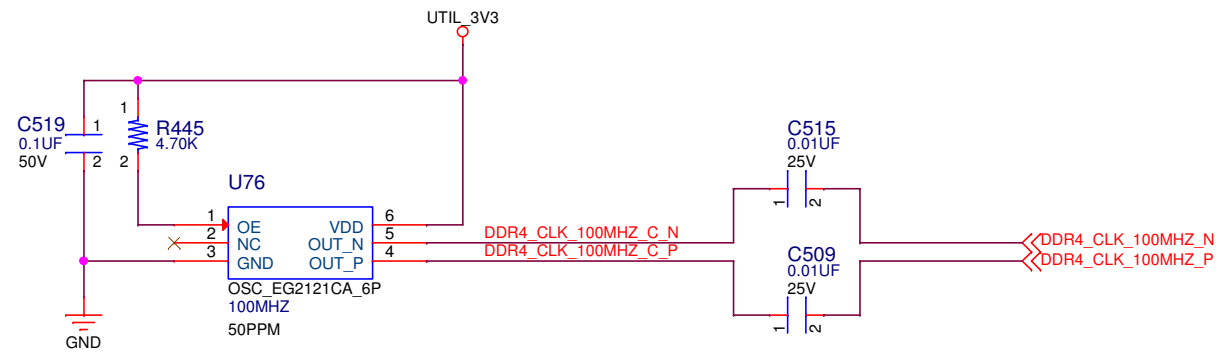 UTIL_3V3
C519
0.1UF
50V
1
2
1
2
R445
4.70K
U76
1
2
3
OE
NC
GND
VDD
OUT_N
OUT_P
6
5
4
OSC_EG2121CA_6P
100MHZ
50PPM
GND
DDR4_CLK_100MHZ_C_N
DDR4_CLK_100MHZ_C_P
C515
0.01UF
25V
1
2
C509
0.01UF
25V
1
2
DDR4_CLK_100MHZ_N
DDR4_CLK_100MHZ_P